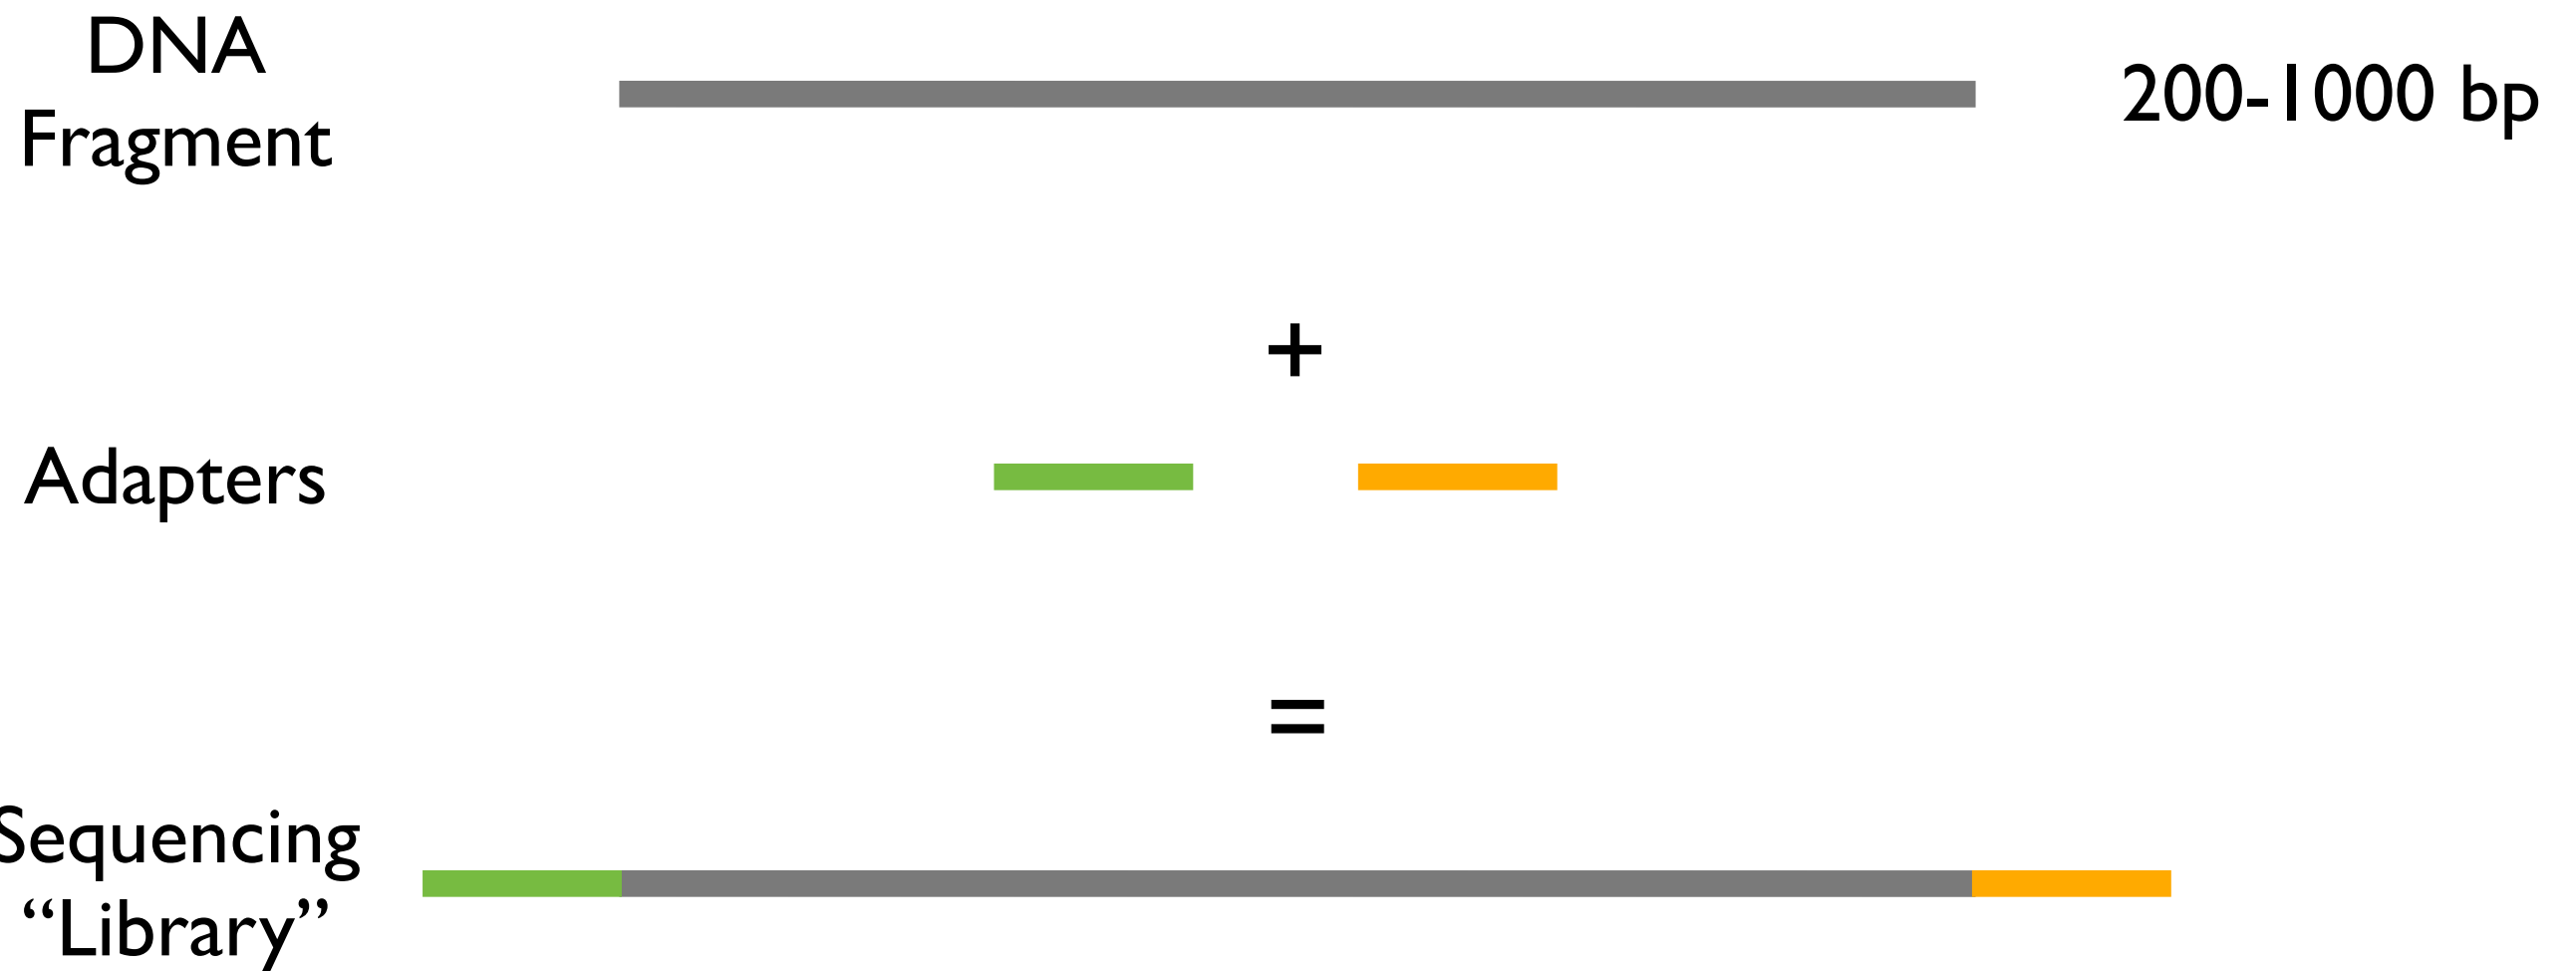 DNA
Fragment
200-1000 bp
+
Adapters
=
Sequencing
“Library”